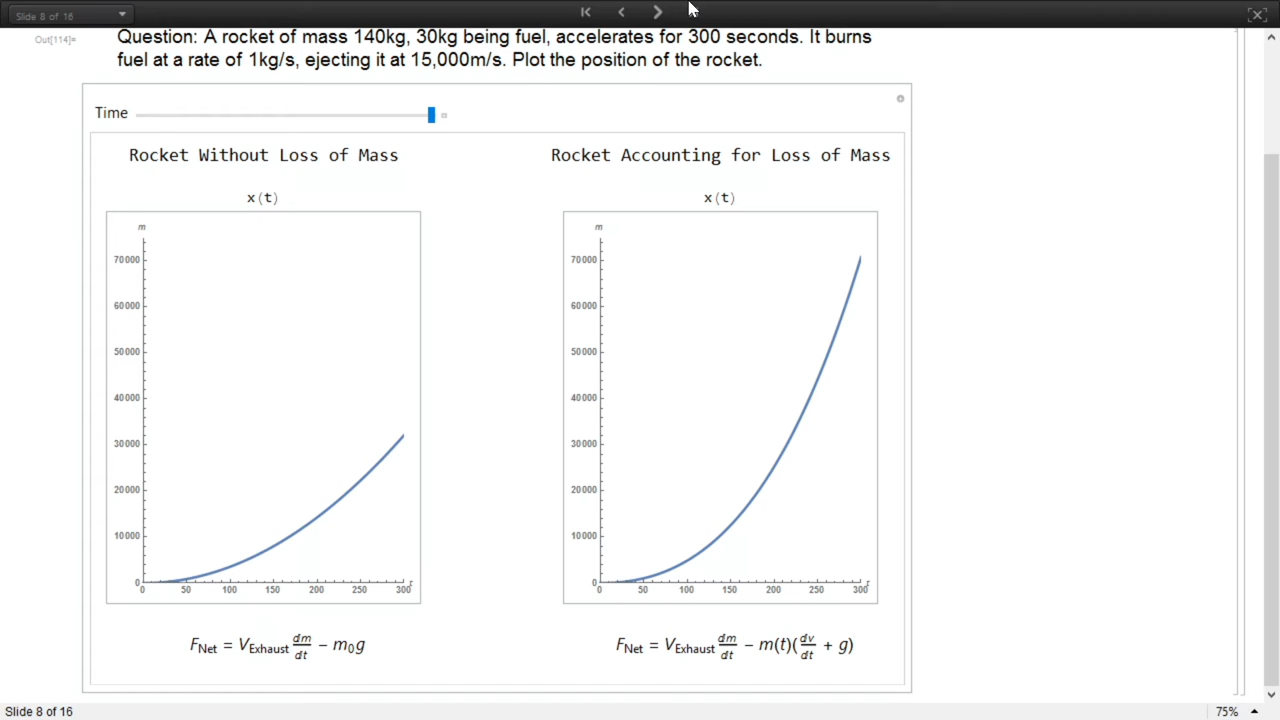 Slide 8 of 16
Out[114]=
Question: A rocket of mass 140kg, 30kg being fuel, accelerates for 300 seconds. It burns
fuel at a rate of 1kg/s, ejecting it at 15,000m/s. Plot the position of the rocket.
Time
Rocket Without Loss of Mass
x(t)
m
70000
60000
50000
40000
30000
20000
10000
0
0 50 100 150 200 250 300 t
F_Net = V_Exhaust dm/dt − m₀g
Rocket Accounting for Loss of Mass
x(t)
m
70000
60000
50000
40000
30000
20000
10000
0
0 50 100 150 200 250 300 t
F_Net = V_Exhaust dm/dt − m(t)(dv/dt + g)
Slide 8 of 16
75%